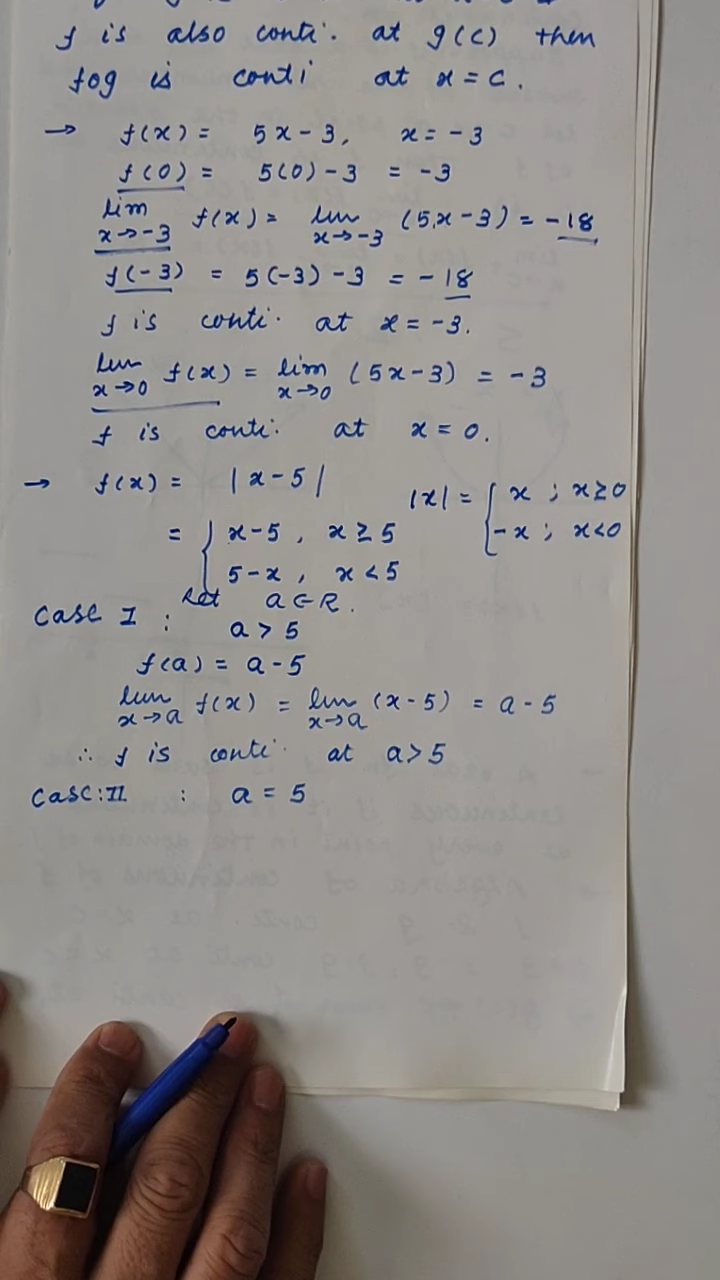 f is also conti. at g(c) then
fog is conti at x = c.
→ f(x) = 5x-3, x = -3
f(0) = 5(0)-3 = -3
lim x→-3 f(x) = lim x→-3 (5x-3) = -18
f(-3) = 5(-3)-3 = -18
f is conti. at x = -3.
lim x→0 f(x) = lim x→0 (5x-3) = -3
f is conti. at x = 0.
→ f(x) = |x-5| |x| = { x ; x≥0
-x ; x<0
= { x-5 , x ≥ 5
5-x , x < 5
Let a∈R.
Case I : a > 5
f(a) = a-5
lim x→a f(x) = lim x→a (x-5) = a-5
∴ f is conti. at a>5
Case:II : a = 5